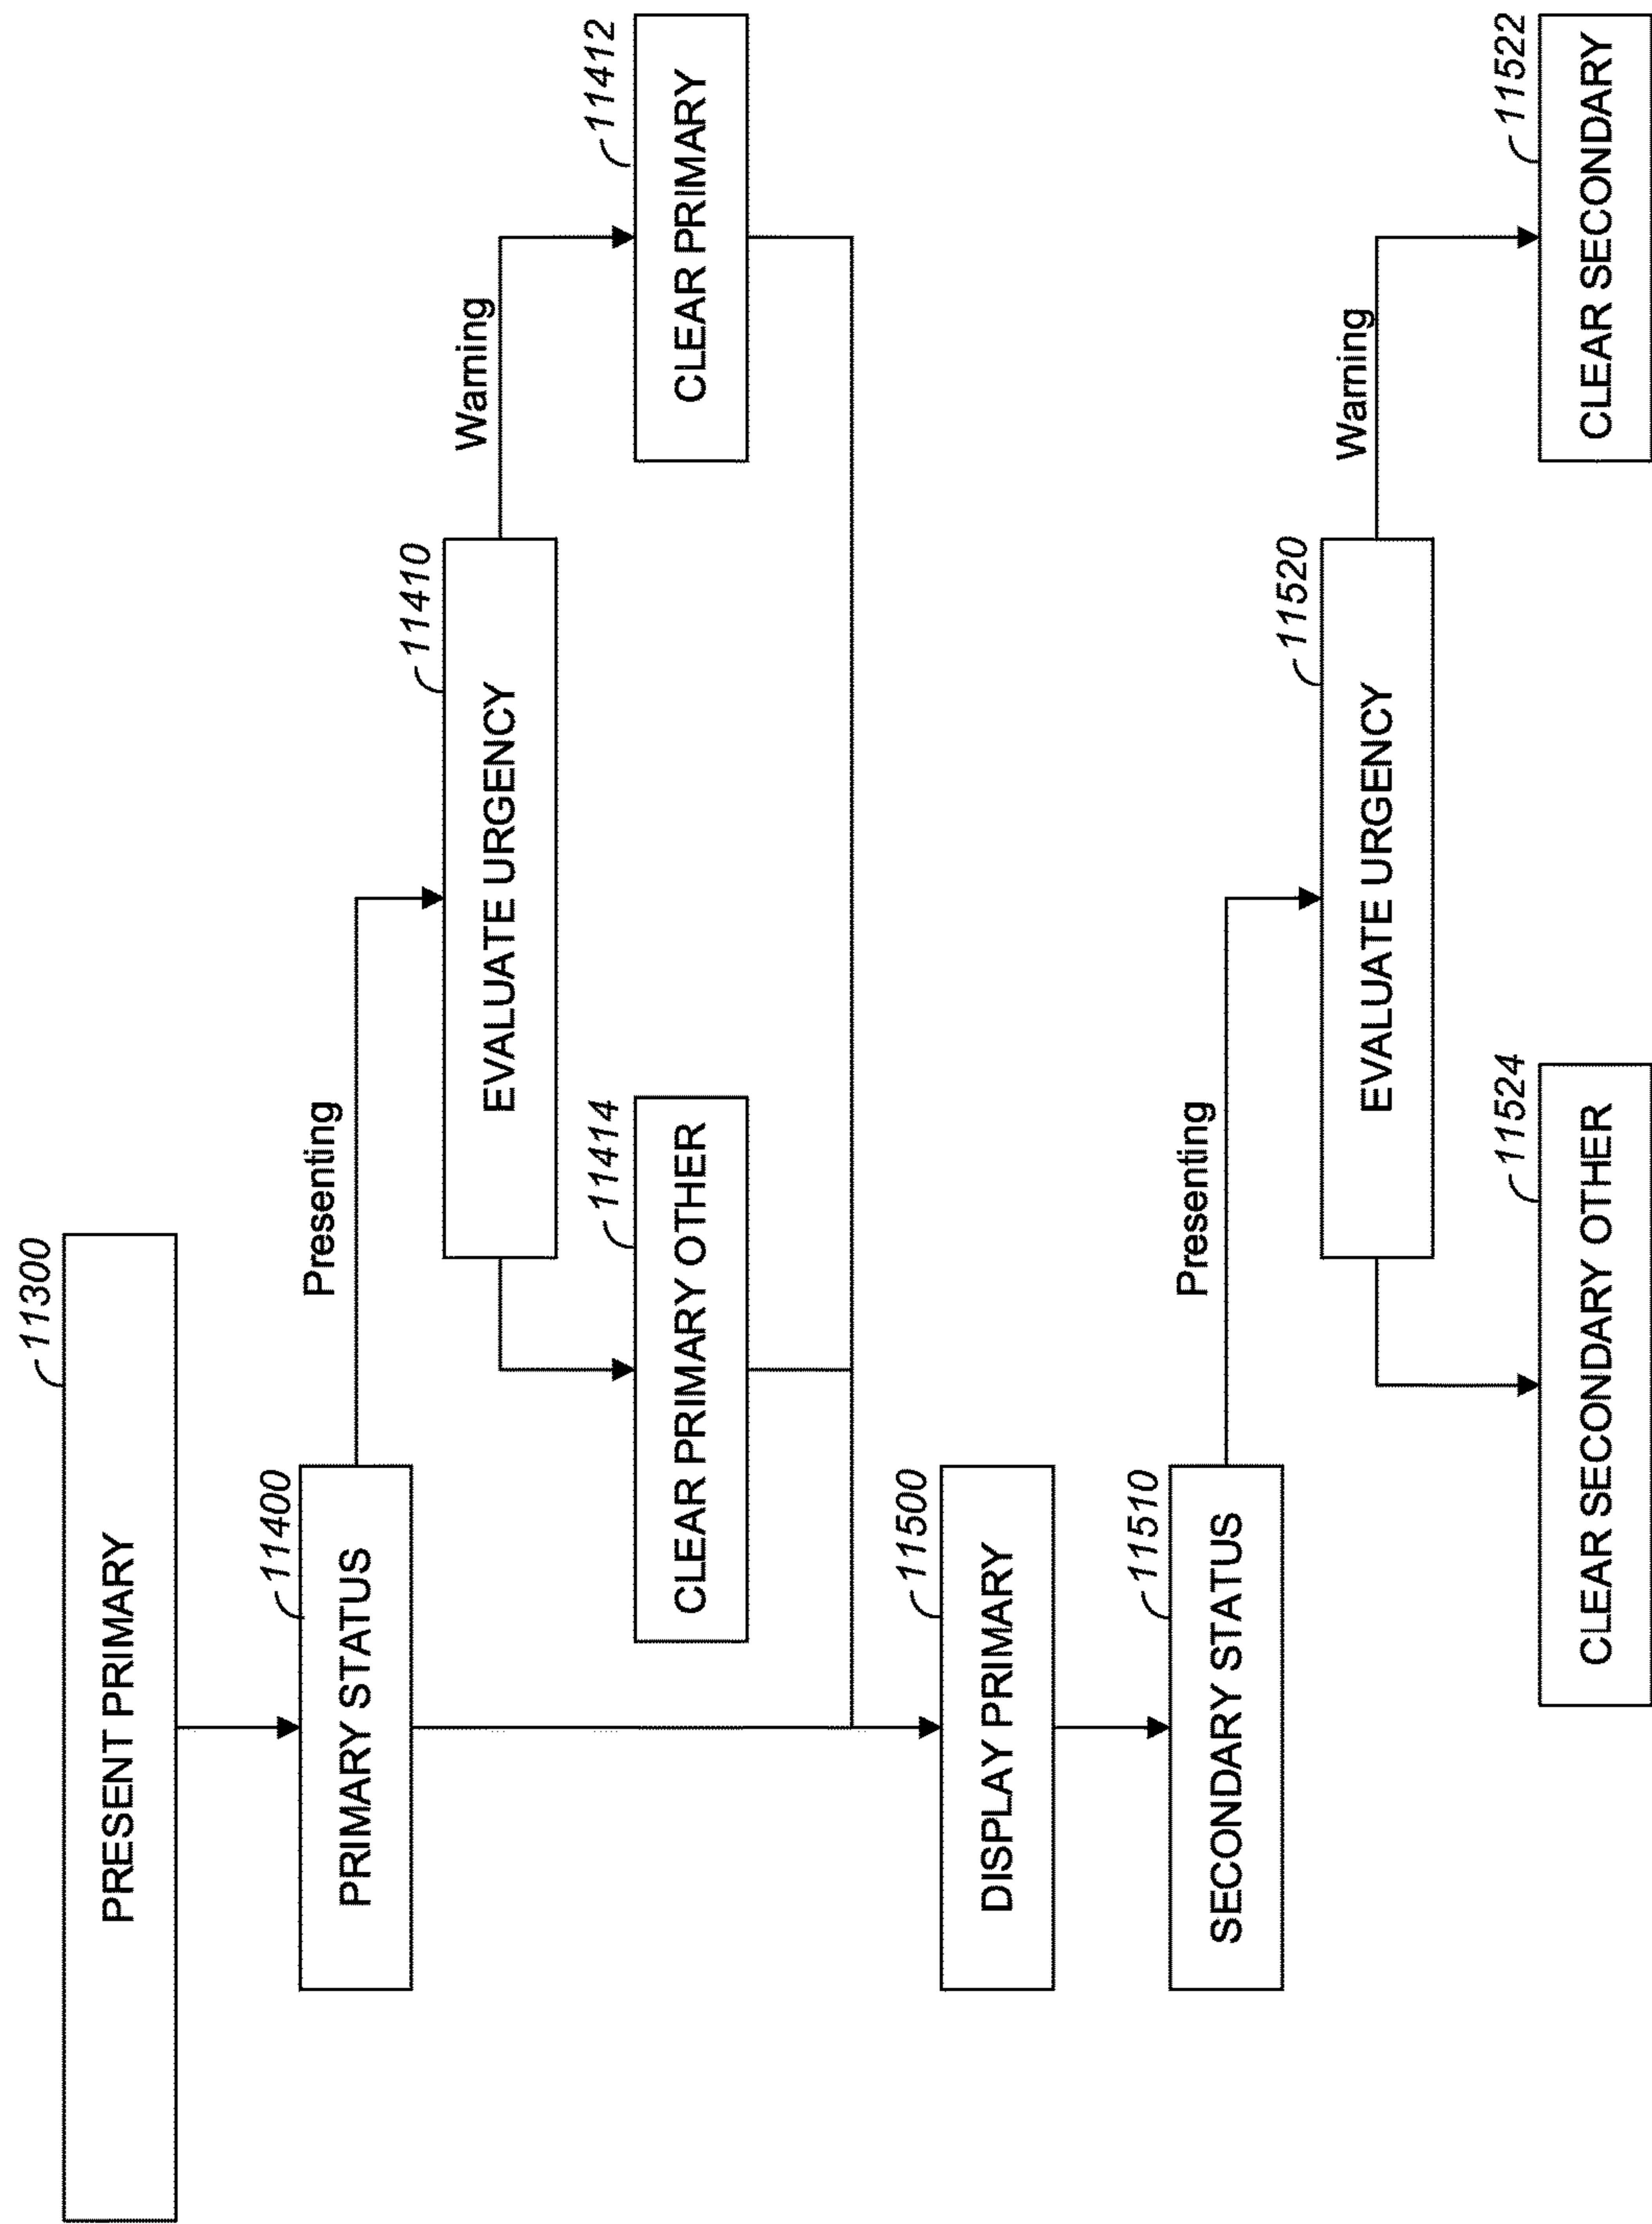 11300
PRESENT PRIMARY
11400
PRIMARY STATUS
Presenting
11410
EVALUATE URGENCY
Warning
11414
CLEAR PRIMARY OTHER
11412
CLEAR PRIMARY
11500
DISPLAY PRIMARY
11510
SECONDARY STATUS
Presenting
11520
EVALUATE URGENCY
Warning
11524
CLEAR SECONDARY OTHER
11522
CLEAR SECONDARY